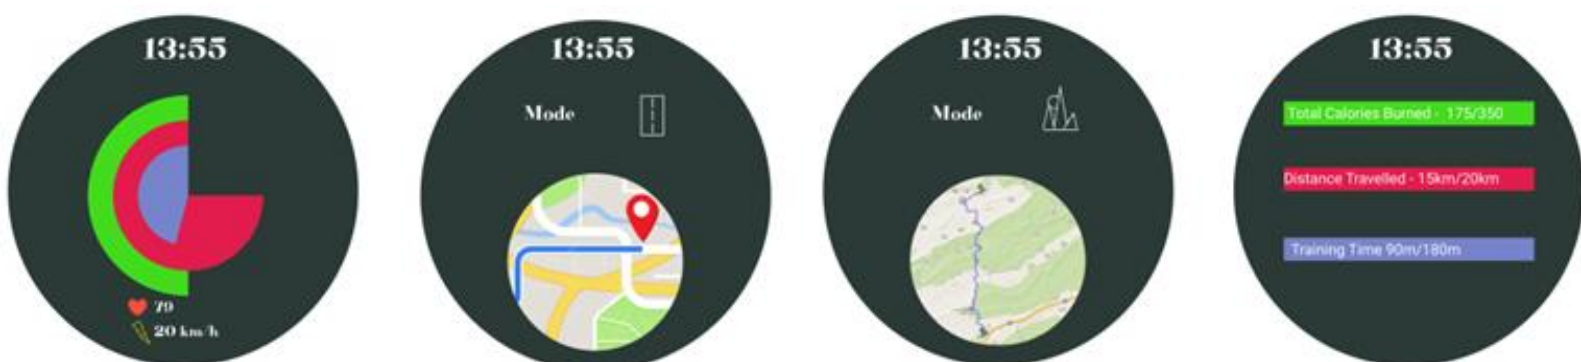 13:55
79
20 km/h
13:55
Mode
13:55
Mode
13:55
Total Calories Burned - 175/350
Distance Travelled - 15km/20km
Training Time 90m/180m